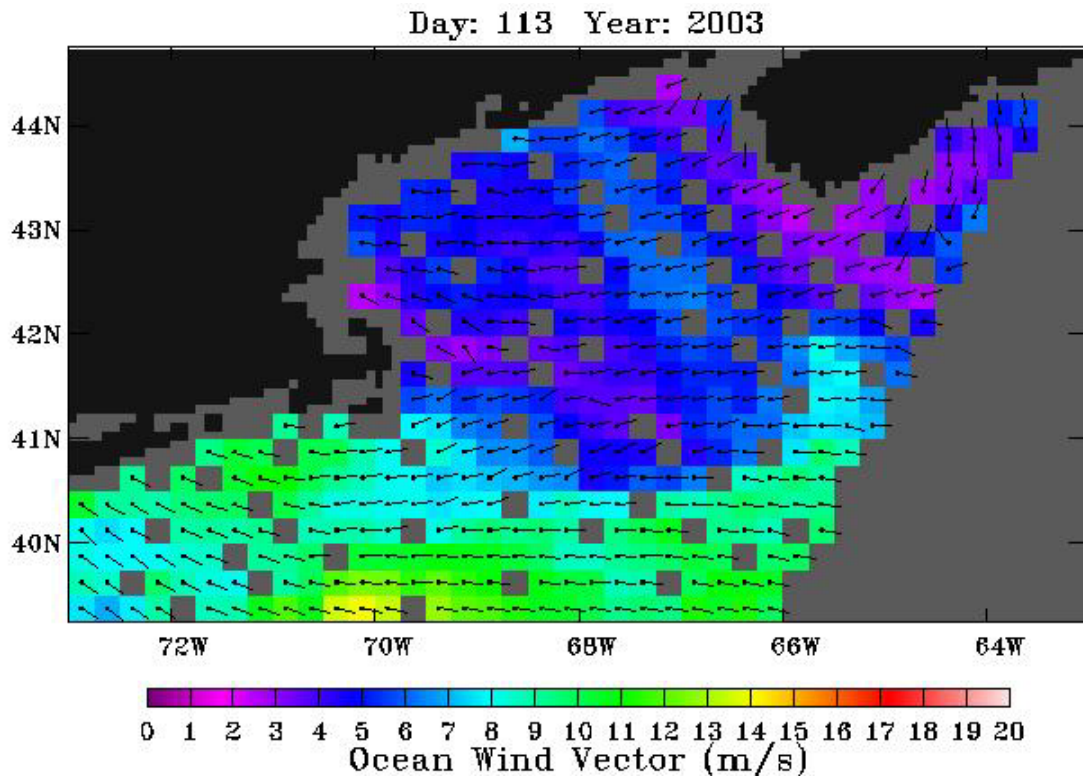 Day: 113 Year: 2003
44N
43N
42N
41N
40N
72W 70W 68W 66W 64W
0 1 2 3 4 5 6 7 8 9 10 11 12 13 14 15 16 17 18 19 20
Ocean Wind Vector (m/s)